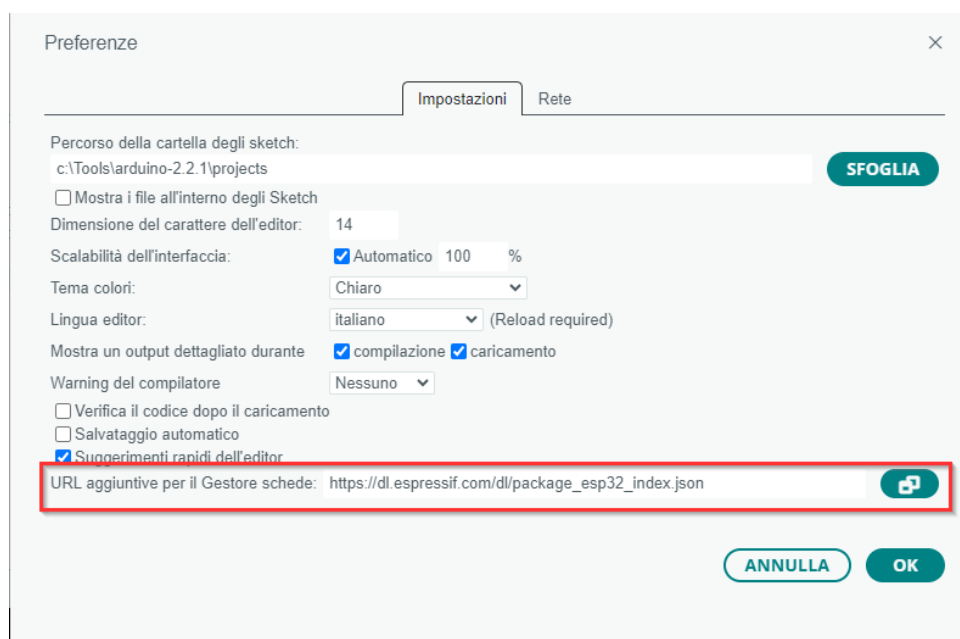 Preferenze
Impostazioni Rete
Percorso della cartella degli sketch:
c:\Tools\arduino-2.2.1\projects SFOGLIA
Mostra i file all'interno degli Sketch
Dimensione del carattere dell'editor: 14
Scalabilità dell'interfaccia: Automatico 100 %
Tema colori: Chiaro
Lingua editor: italiano (Reload required)
Mostra un output dettagliato durante compilazione caricamento
Warning del compilatore Nessuno
Verifica il codice dopo il caricamento
Salvataggio automatico
Suggerimenti rapidi dell'editor
URL aggiuntive per il Gestore schede: https://dl.espressif.com/dl/package_esp32_index.json
ANNULLA OK